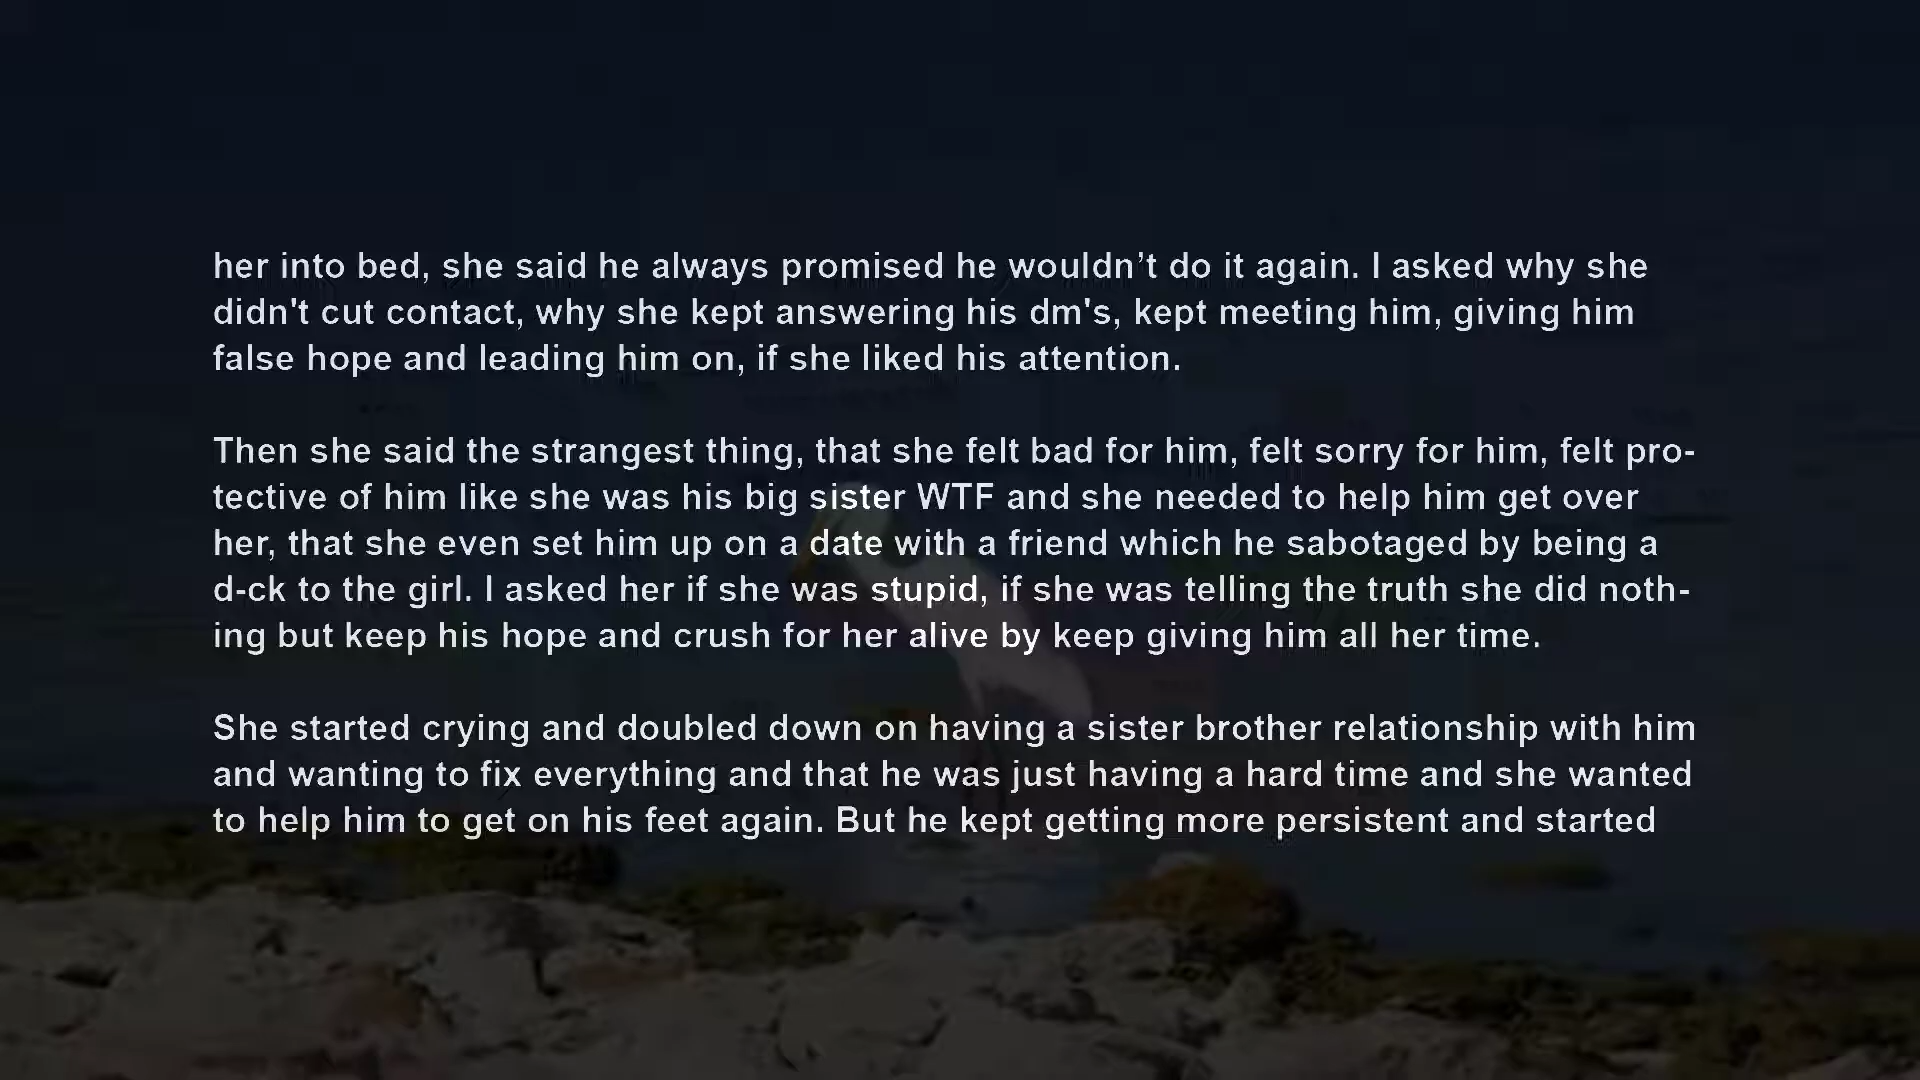 her into bed, she said he always promised he wouldn’t do it again. I asked why she
didn't cut contact, why she kept answering his dm's, kept meeting him, giving him
false hope and leading him on, if she liked his attention.
Then she said the strangest thing, that she felt bad for him, felt sorry for him, felt pro-
tective of him like she was his big sister WTF and she needed to help him get over
her, that she even set him up on a date with a friend which he sabotaged by being a
d-ck to the girl. I asked her if she was stupid, if she was telling the truth she did noth-
ing but keep his hope and crush for her alive by keep giving him all her time.
She started crying and doubled down on having a sister brother relationship with him
and wanting to fix everything and that he was just having a hard time and she wanted
to help him to get on his feet again. But he kept getting more persistent and started